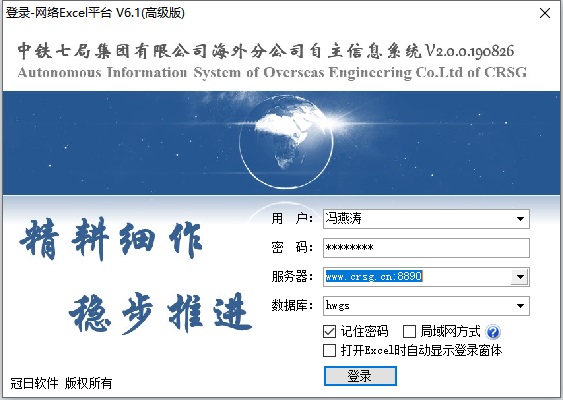 登录-网络Excel平台 V6.1(高级版)
中铁七局集团有限公司海外分公司自主信息系统V2.0.0.190826
Autonomous Information System of Overseas Engineering Co.Ltd of CRSG
精耕细作
稳步推进
用 户： 冯燕涛
密 码： ********
服务器： www.crsg.cn:8890
数据库： hwgs
记住密码 局域网方式 ?
打开Excel时自动显示登录窗体
登录
冠日软件 版权所有